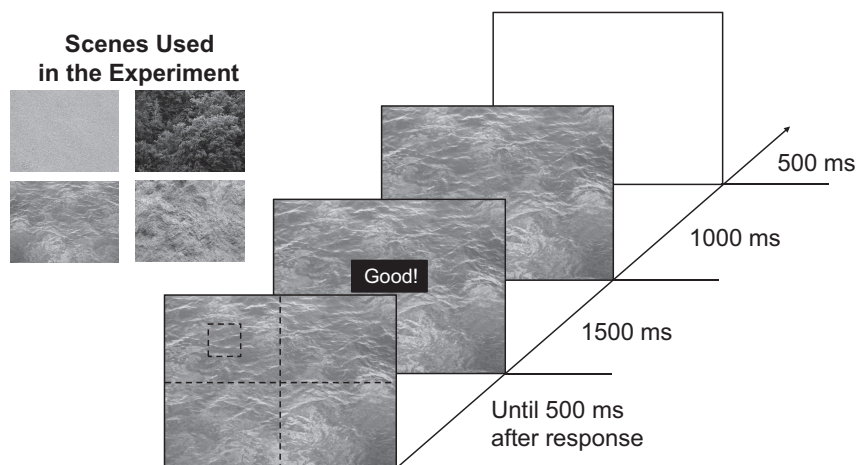 Scenes Used
in the Experiment
Good!
500 ms
1000 ms
1500 ms
Until 500 ms
after response